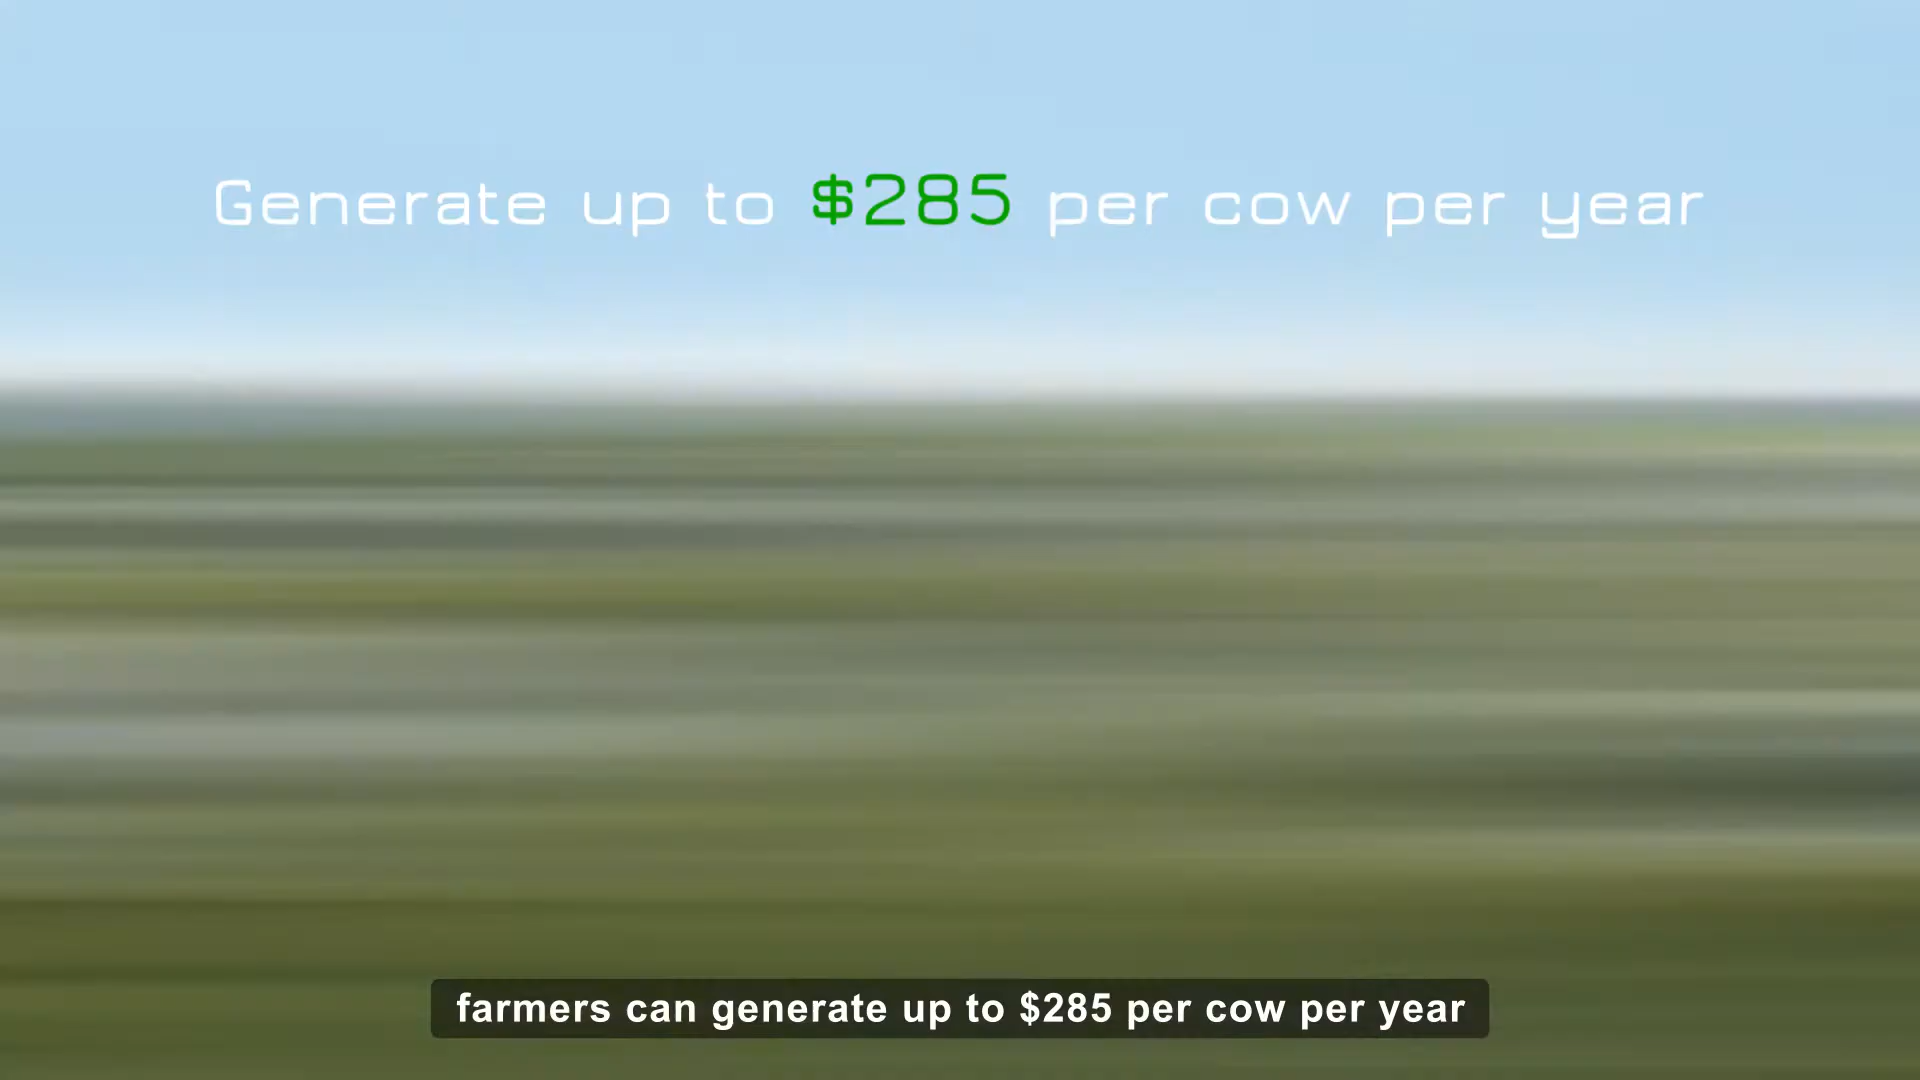 Generate up to $285 per cow per year
farmers can generate up to $285 per cow per year